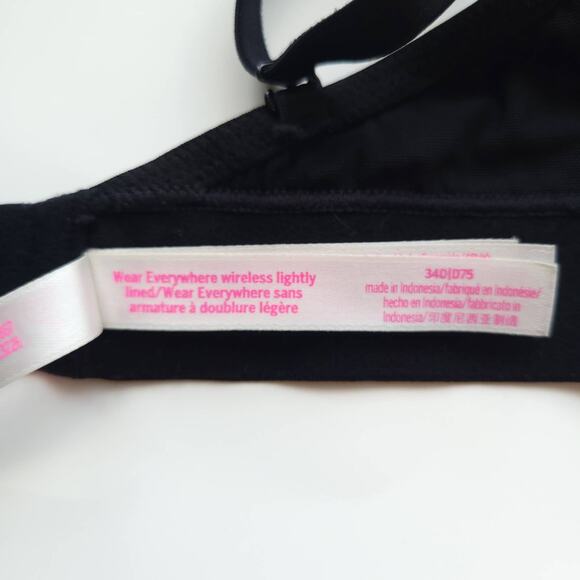 Wear Everywhere wireless lightly
lined/Wear Everywhere sans
armature à doublure légère
34D|D75
made in Indonesia/fabriqué en Indonésie/
hecho en Indonesia/fabbricato in
Indonesia/印度尼西亚制造